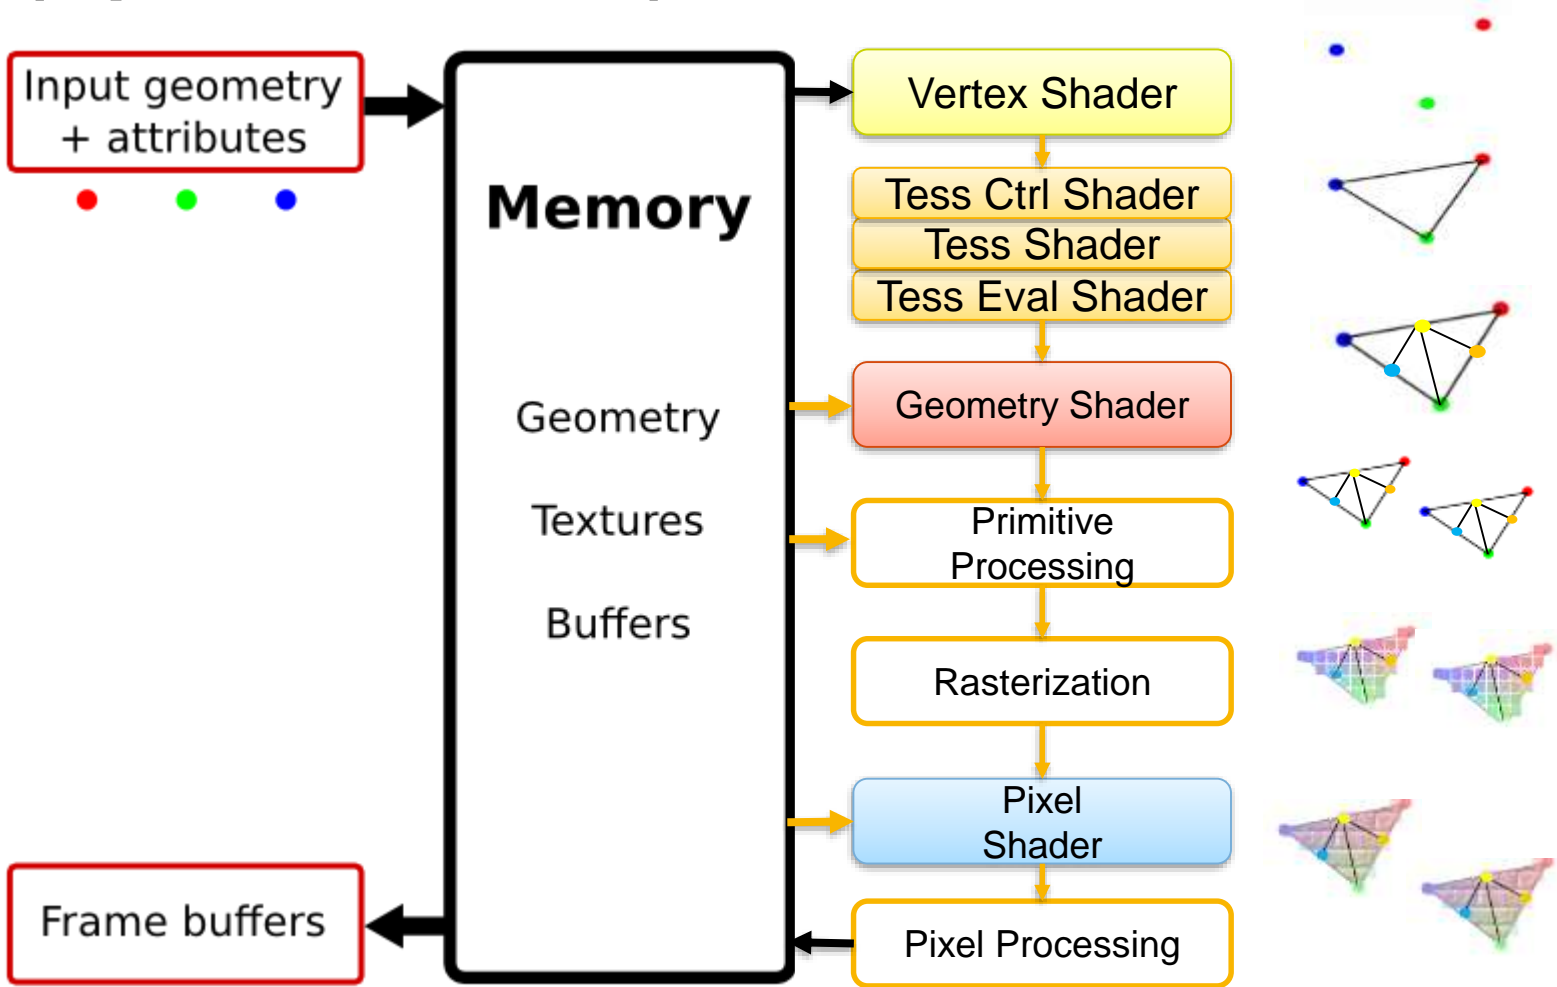 Input geometry
+ attributes
Memory
Geometry
Textures
Buffers
Frame buffers
Vertex Shader
Tess Ctrl Shader
Tess Shader
Tess Eval Shader
Geometry Shader
Primitive
Processing
Rasterization
Pixel
Shader
Pixel Processing